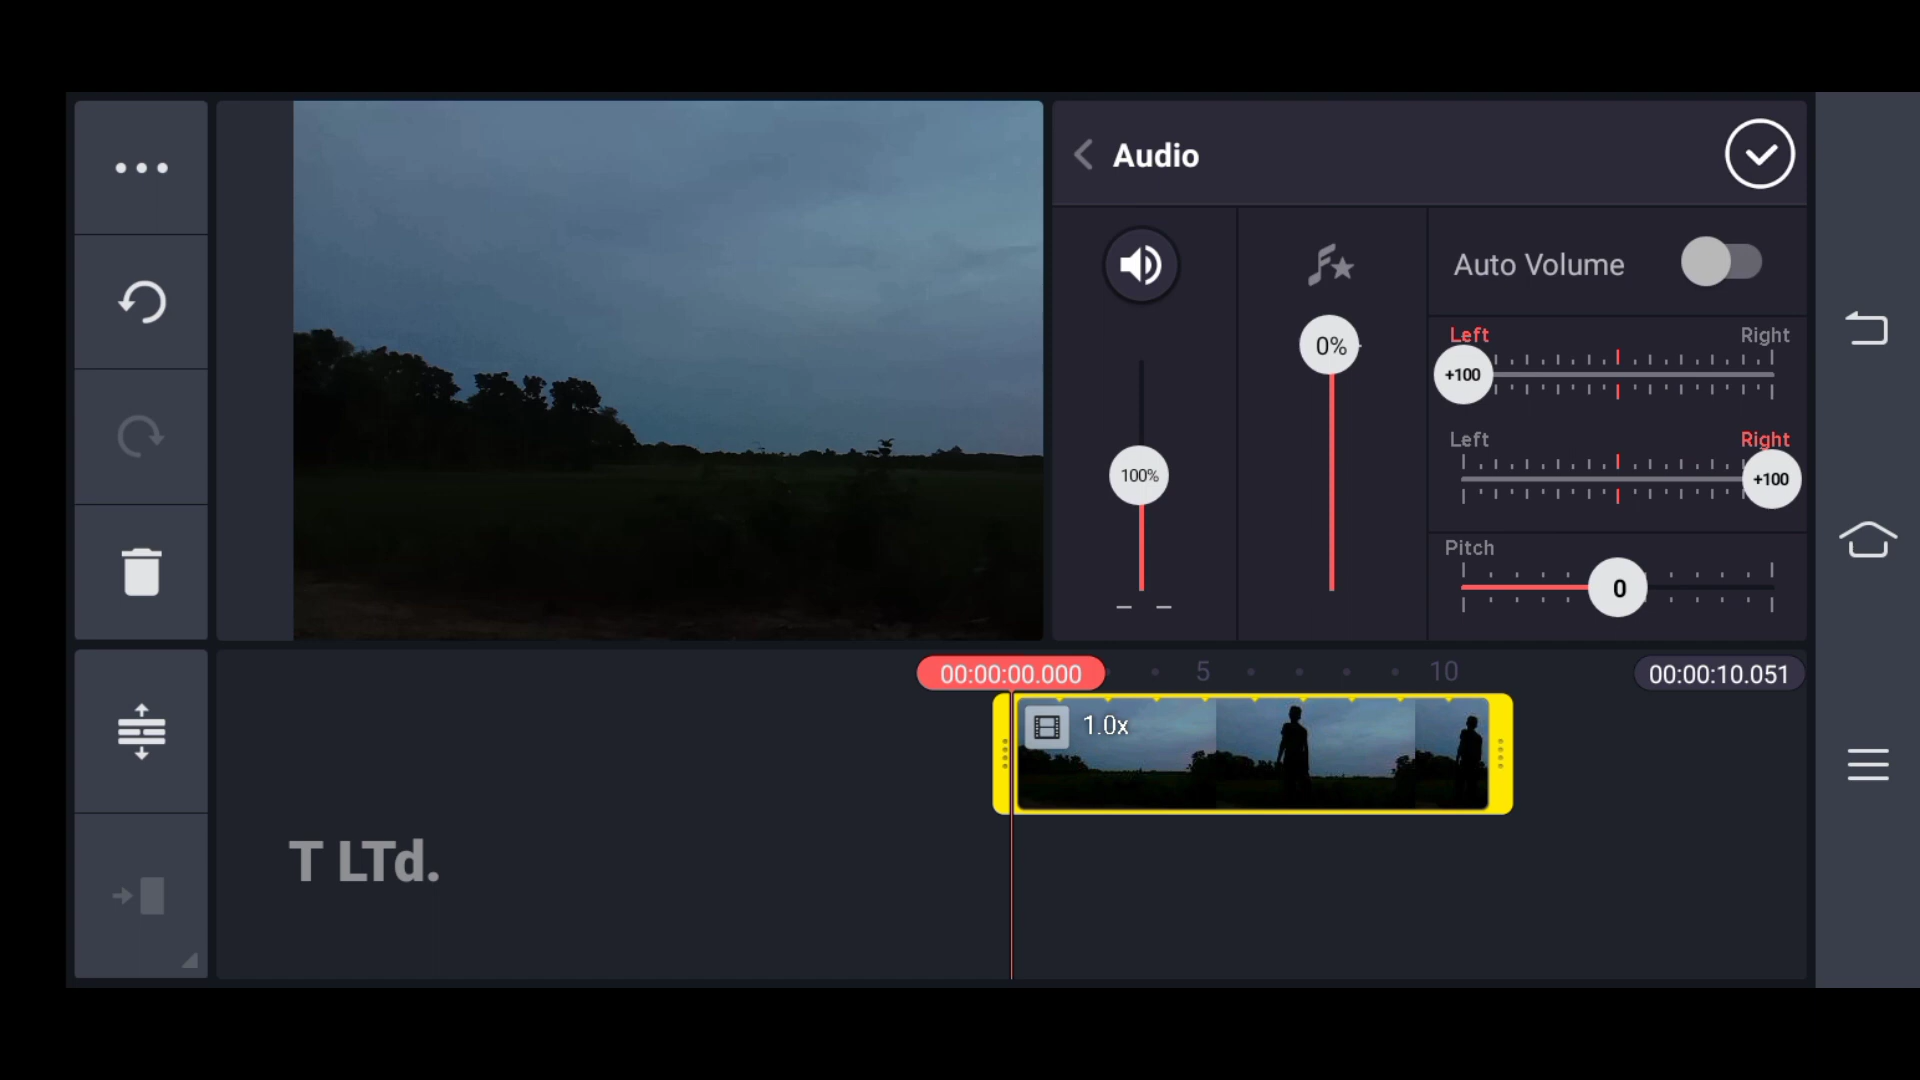 Audio
Auto Volume
0%
Left Right
+100
Left Right
100%
+100
Pitch
0
00:00:00.000
5
10
00:00:10.051
1.0x
T LTd.